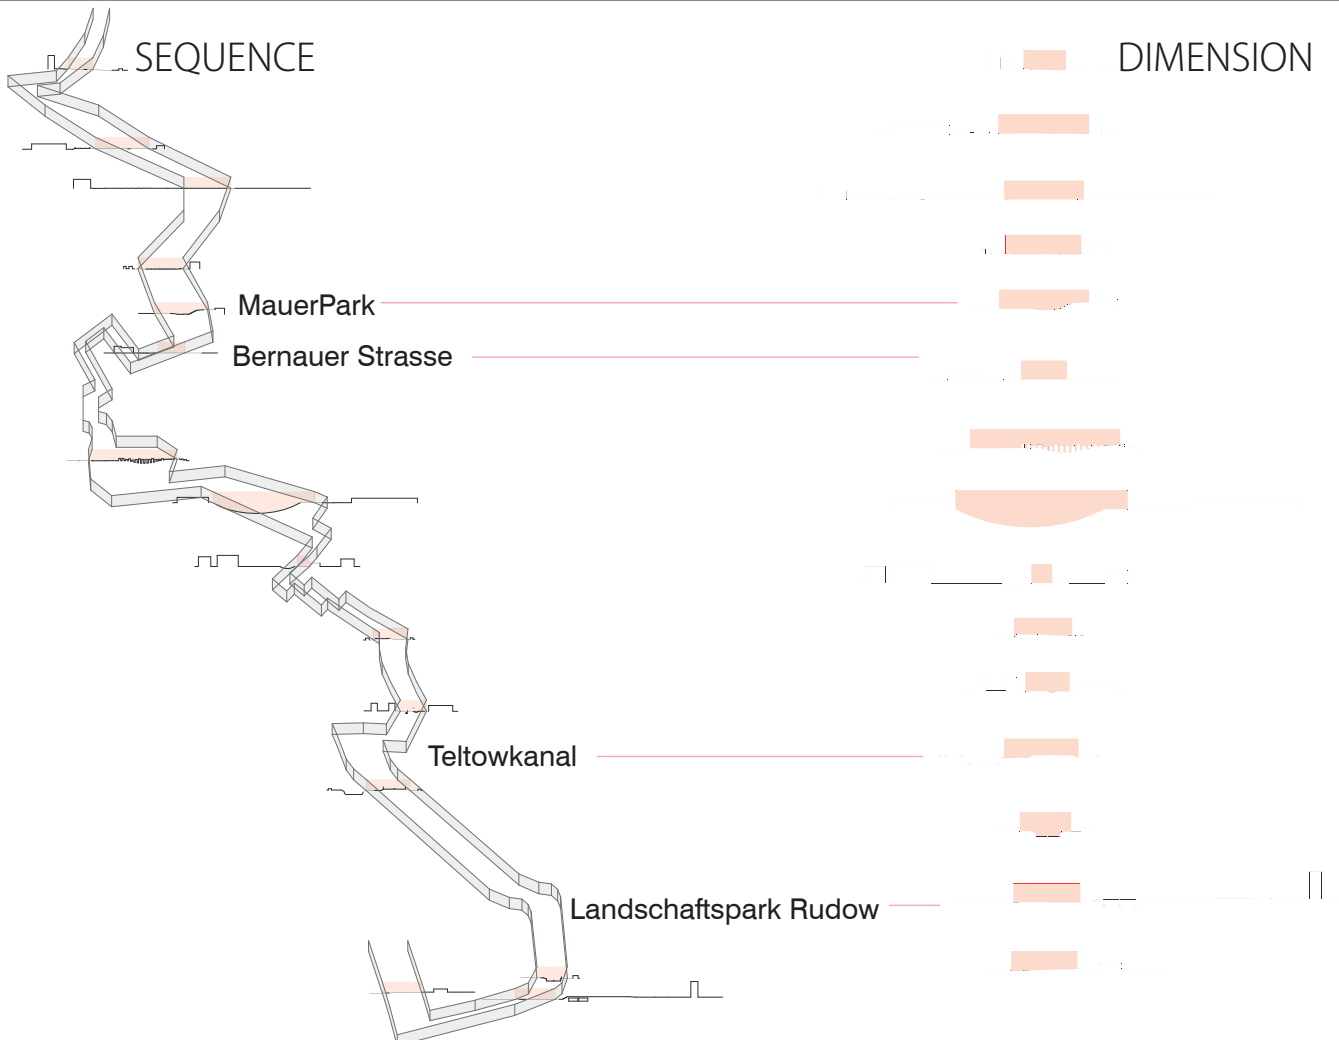 SEQUENCE
DIMENSION
MauerPark
Bernauer Strasse
Teltowkanal
Landschaftspark Rudow